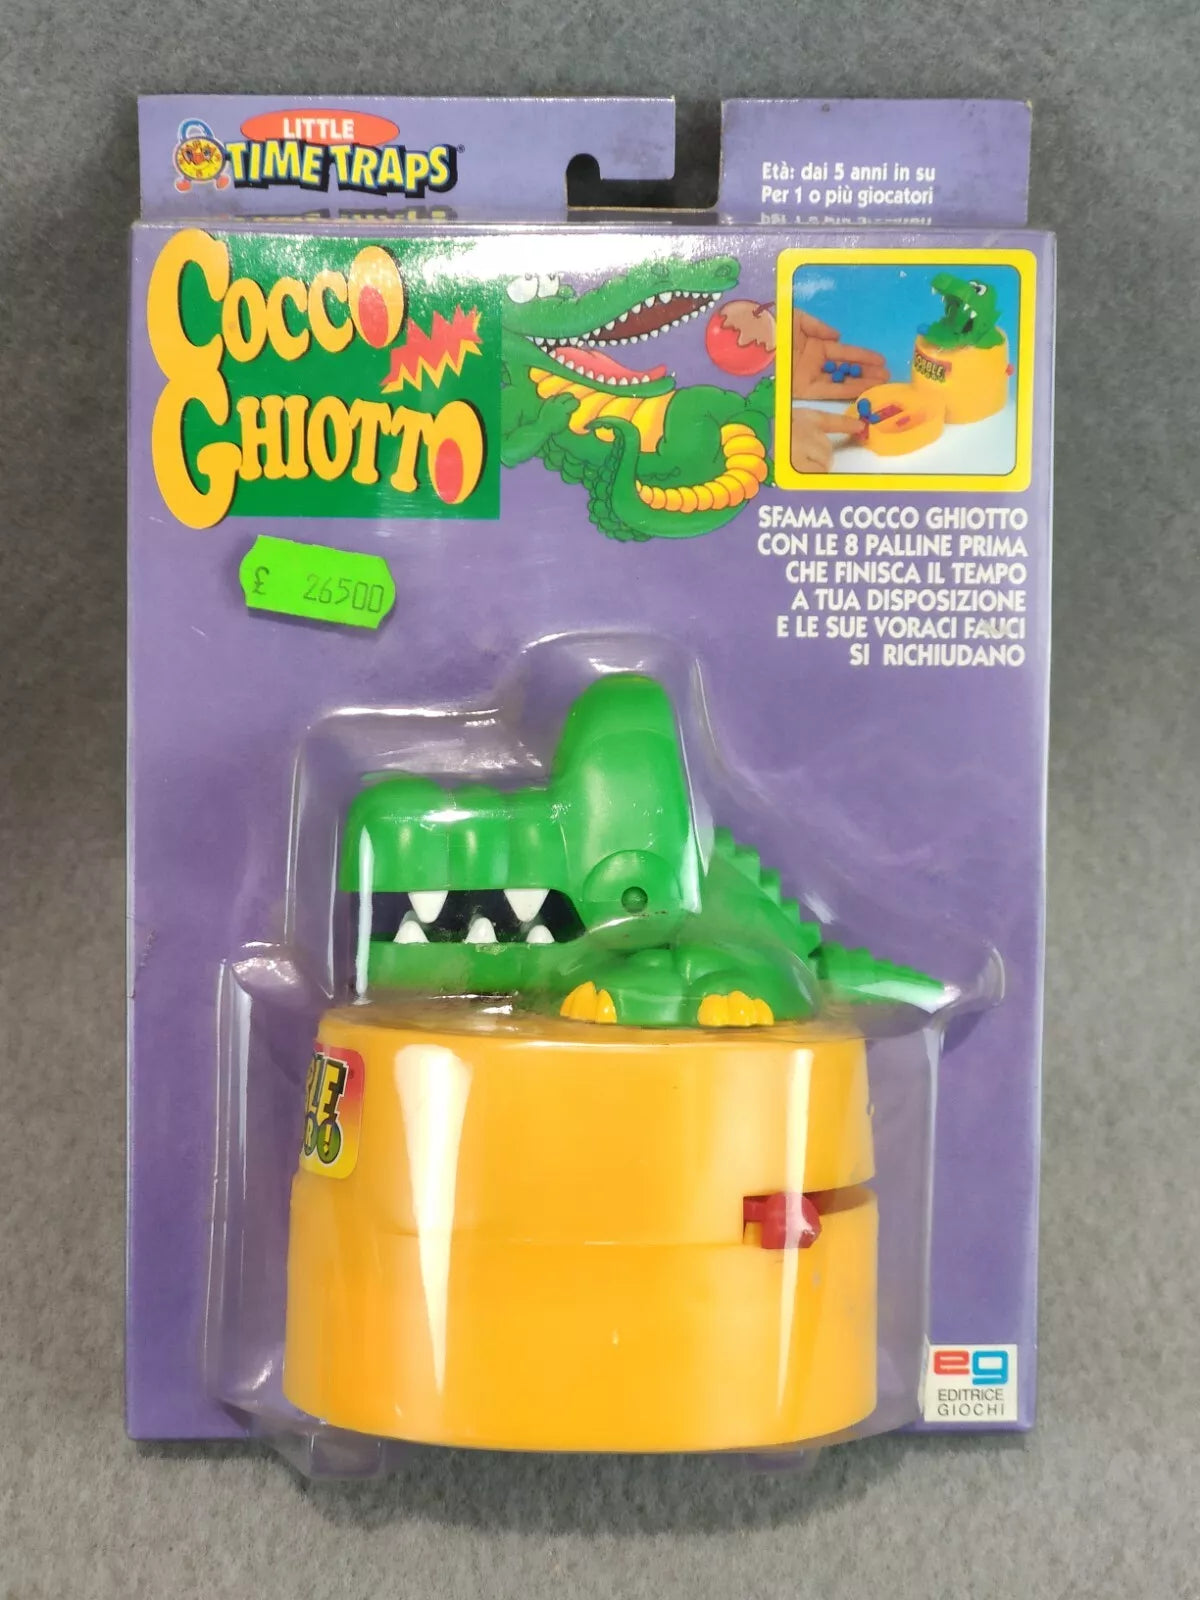 LITTLE
TIME TRAPS®
Età: dai 5 anni in su
Per 1 o più giocatori
COCCO
GHIOTTO
£ 26500
SFAMA COCCO GHIOTTO
CON LE 8 PALLINE PRIMA
CHE FINISCA IL TEMPO
A TUA DISPOSIZIONE
E LE SUE VORACI FAUCI
SI RICHIUDANO
eg
EDITRICE
GIOCHI